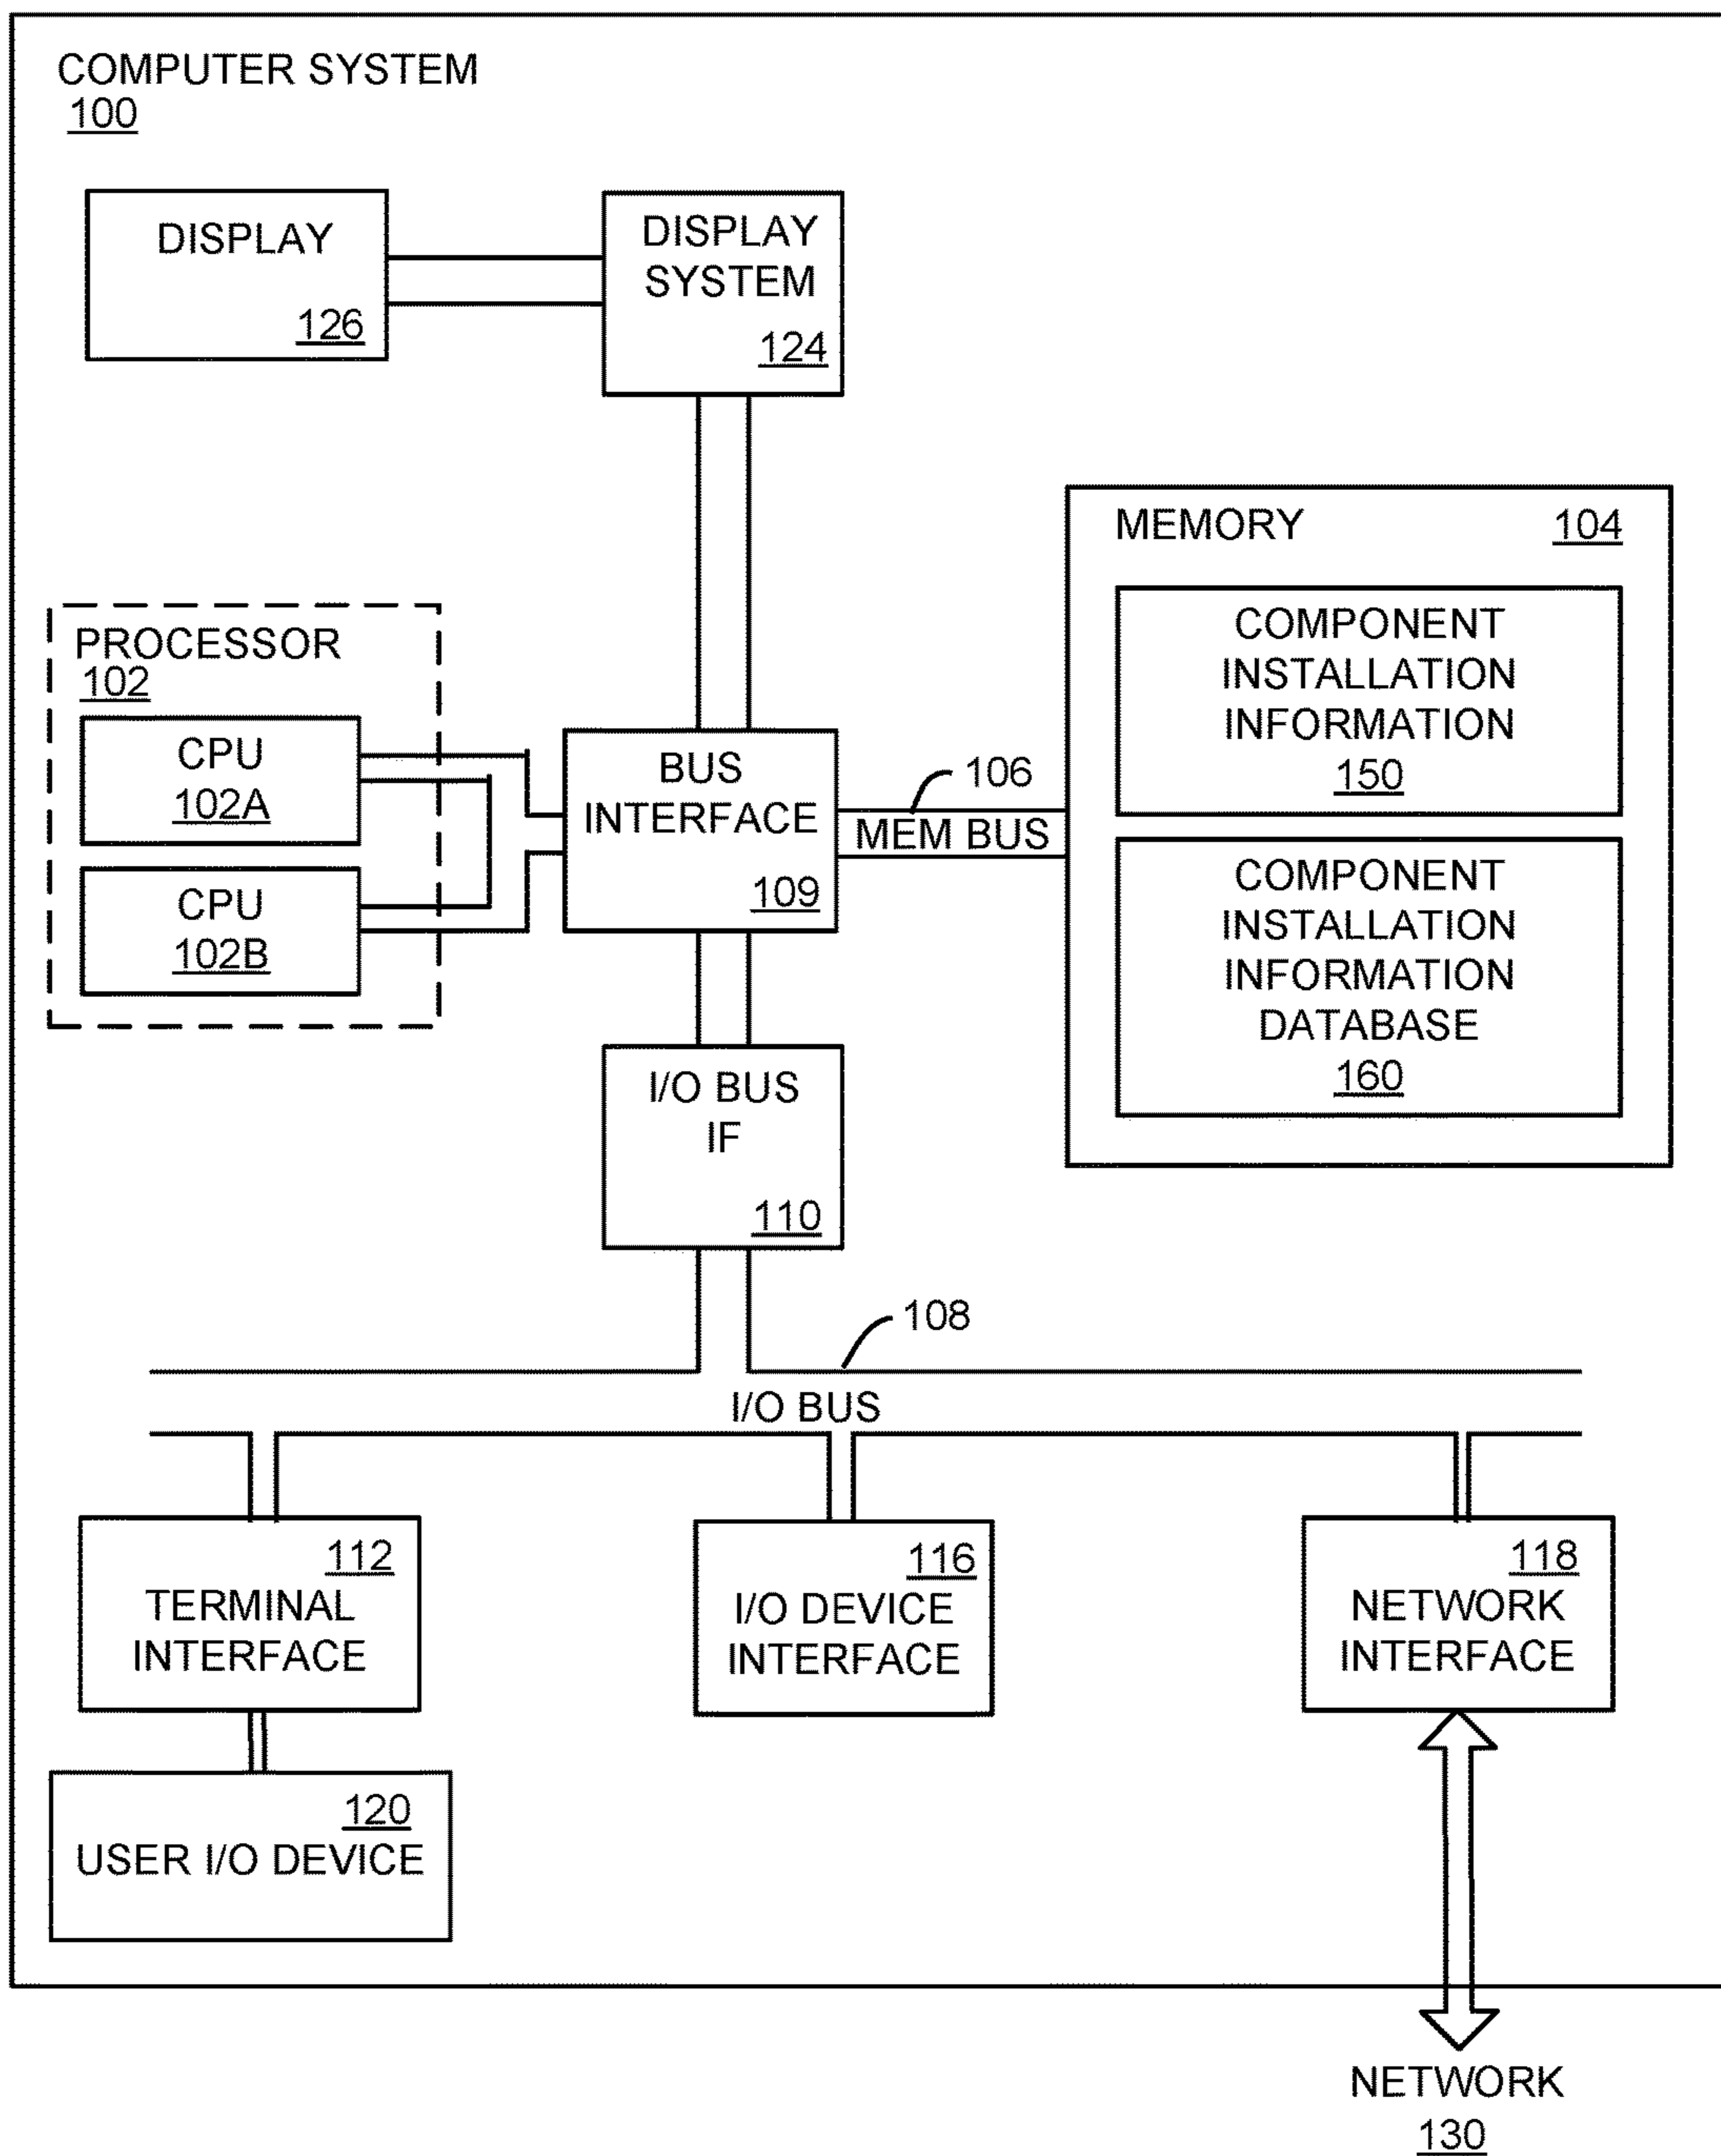 COMPUTER SYSTEM
100
DISPLAY
126
DISPLAY
SYSTEM
124
MEMORY 104
COMPONENT
INSTALLATION
INFORMATION
150
COMPONENT
INSTALLATION
INFORMATION
DATABASE
160
PROCESSOR
102
CPU
102A
CPU
102B
BUS
INTERFACE
109
106
MEM BUS
I/O BUS
IF
110
108
I/O BUS
112
TERMINAL
INTERFACE
116
I/O DEVICE
INTERFACE
118
NETWORK
INTERFACE
120
USER I/O DEVICE
NETWORK
130